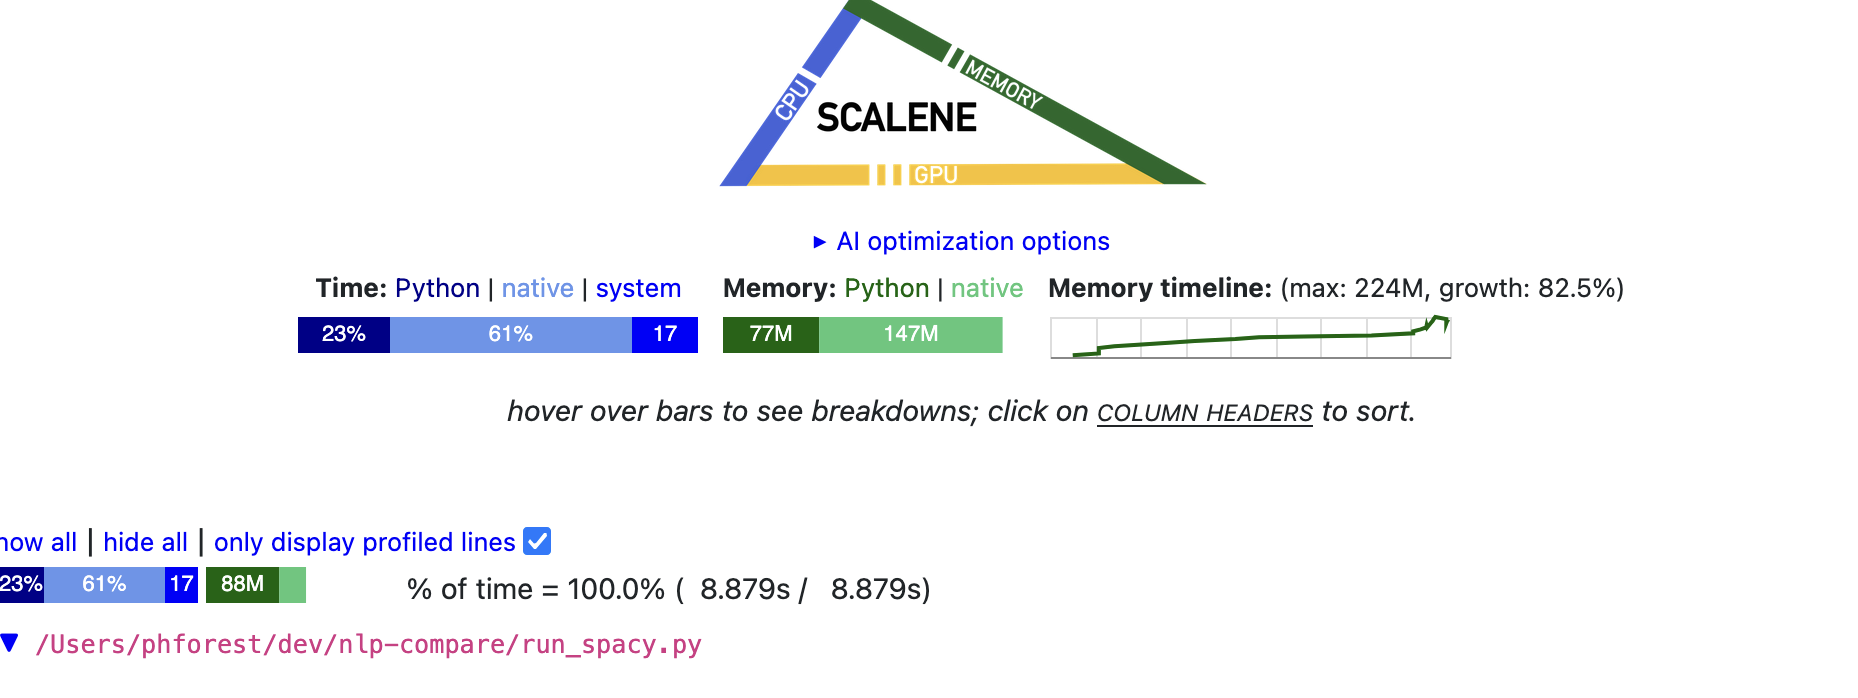 CPU
MEMORY
SCALENE
GPU
▸ AI optimization options
Time: Python | native | system
Memory: Python | native
Memory timeline: (max: 224M, growth: 82.5%)
23% 61% 17
77M 147M
hover over bars to see breakdowns; click on COLUMN HEADERS to sort.
how all | hide all | only display profiled lines
23% 61% 17 88M
% of time = 100.0% ( 8.879s / 8.879s)
▼ /Users/phforest/dev/nlp-compare/run_spacy.py